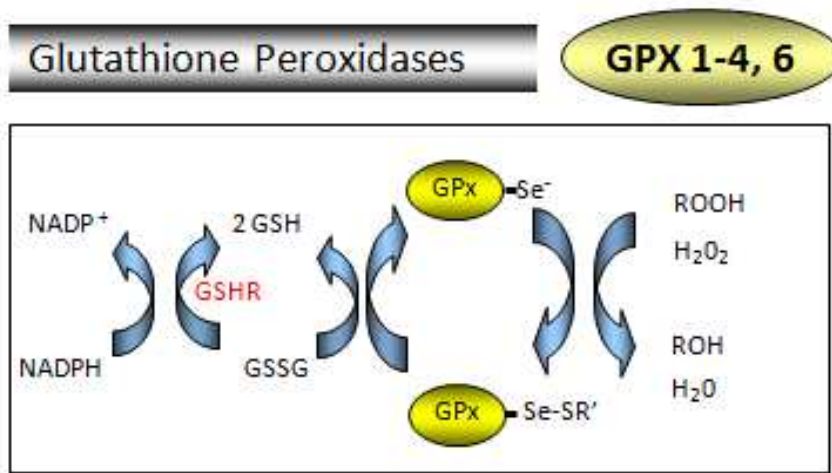 Glutathione Peroxidases
GPX 1-4, 6
GPx -Se⁻
ROOH
NADP⁺
2 GSH
H₂0₂
GSHR
ROH
NADPH
GSSG
H₂0
GPx Se-SR’